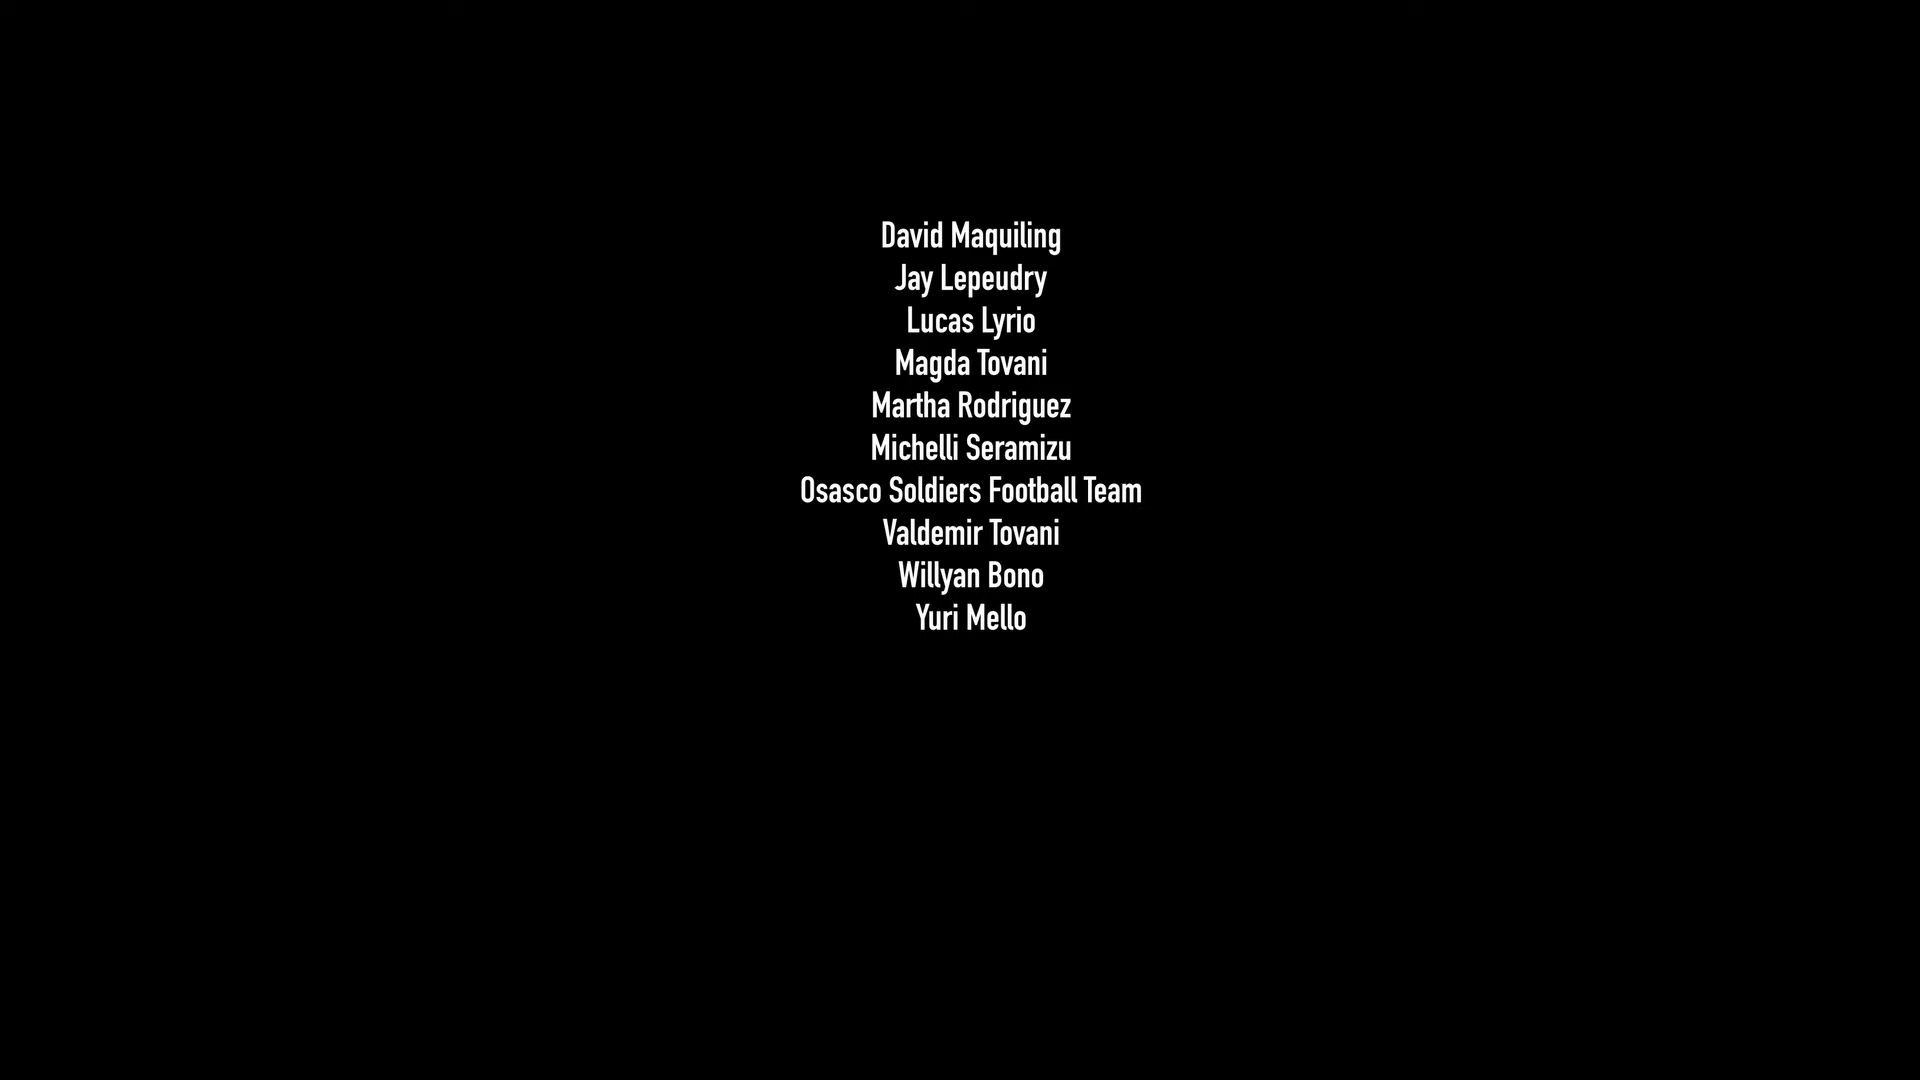 David Maquiling
Jay Lepeudry
Lucas Lyrio
Magda Tovani
Martha Rodriguez
Michelli Seramizu
Osasco Soldiers Football Team
Valdemir Tovani
Willyan Bono
Yuri Mello